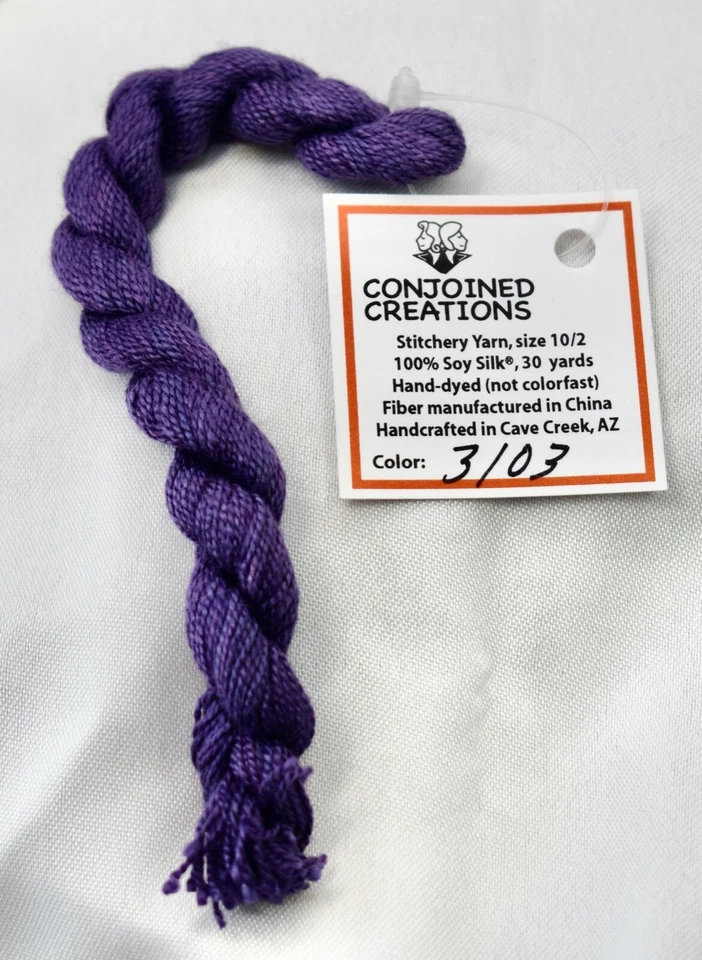 CONJOINED
CREATIONS
Stitchery Yarn, size 10/2
100% Soy Silk®, 30 yards
Hand-dyed (not colorfast)
Fiber manufactured in China
Handcrafted in Cave Creek, AZ
Color: 3103